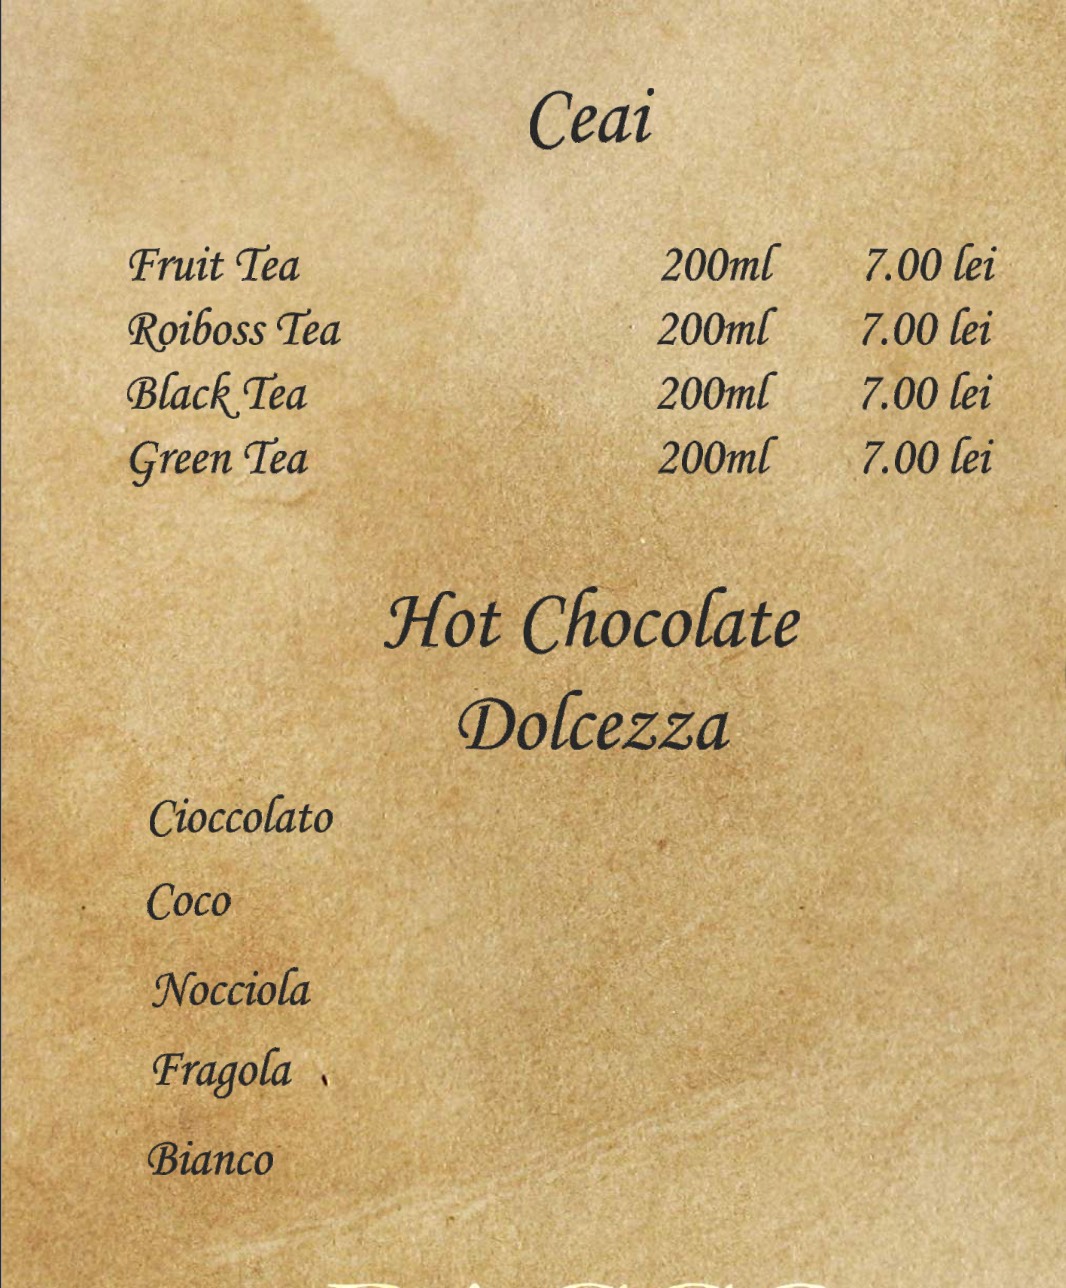 Ceai
Fruit Tea 200ml 7.00 lei
Roiboss Tea 200ml 7.00 lei
Black Tea 200ml 7.00 lei
Green Tea 200ml 7.00 lei
Hot Chocolate
Dolcezza
Cioccolato
Coco
Nocciola
Fragola
Bianco